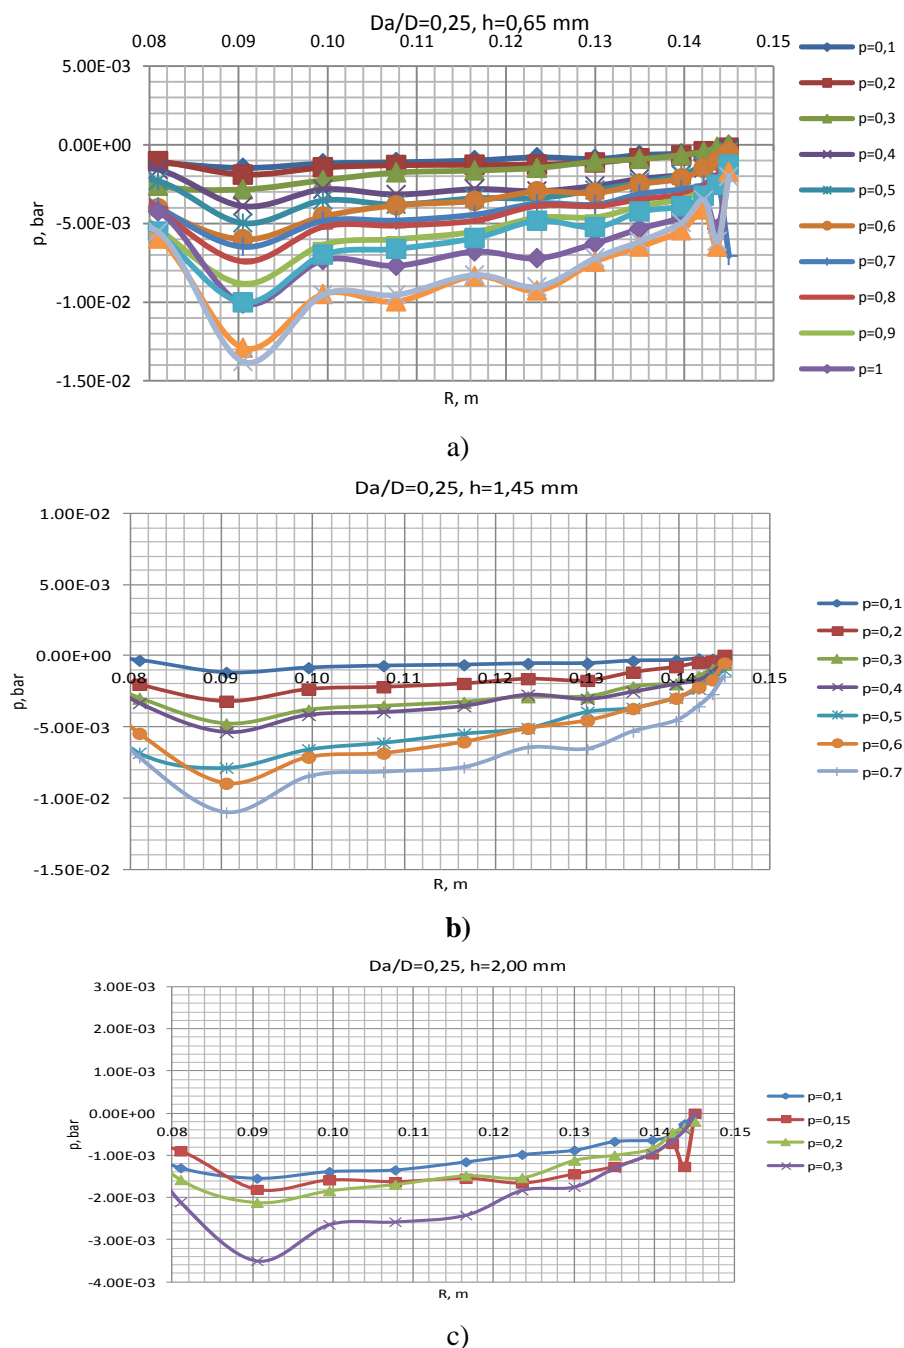 Da/D=0,25, h=0,65 mm
0.08 0.09 0.10 0.11 0.12 0.13 0.14 0.15
5.00E-03
0.00E+00
-5.00E-03
-1.00E-02
-1.50E-02
p, bar
R, m
p=0,1
p=0,2
p=0,3
p=0,4
p=0,5
p=0,6
p=0,7
p=0,8
p=0,9
p=1
a)
Da/D=0,25, h=1,45 mm
1.00E-02
5.00E-03
0.00E+00
0.08 0.09 0.10 0.11 0.12 0.13 0.14 0.15
-5.00E-03
-1.00E-02
-1.50E-02
p,bar
R, m
p=0,1
p=0,2
p=0,3
p=0,4
p=0,5
p=0,6
p=0.7
b)
Da/D=0,25, h=2,00 mm
3.00E-03
2.00E-03
1.00E-03
0.00E+00
0.08 0.09 0.10 0.11 0.12 0.13 0.14 0.15
-1.00E-03
-2.00E-03
-3.00E-03
-4.00E-03
p,bar
R, m
p=0,1
p=0,15
p=0,2
p=0,3
c)